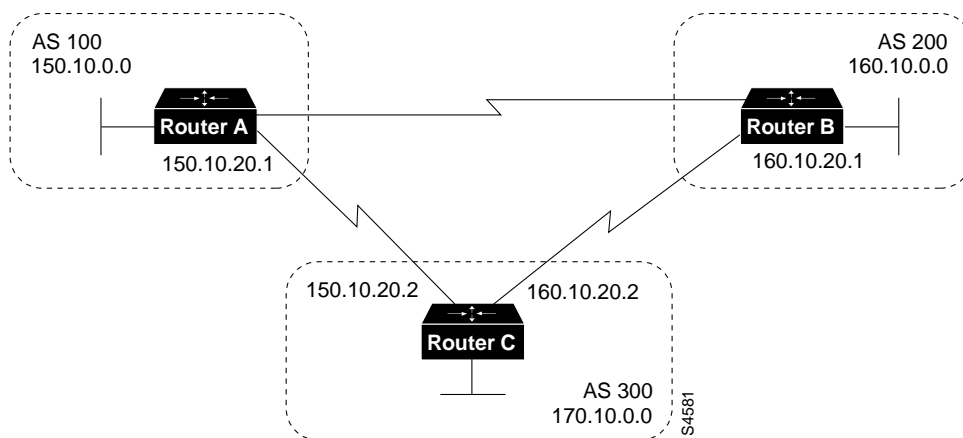 AS 100
150.10.0.0
Router A
150.10.20.1
AS 200
160.10.0.0
Router B
160.10.20.1
150.10.20.2
160.10.20.2
Router C
AS 300
170.10.0.0
S4581